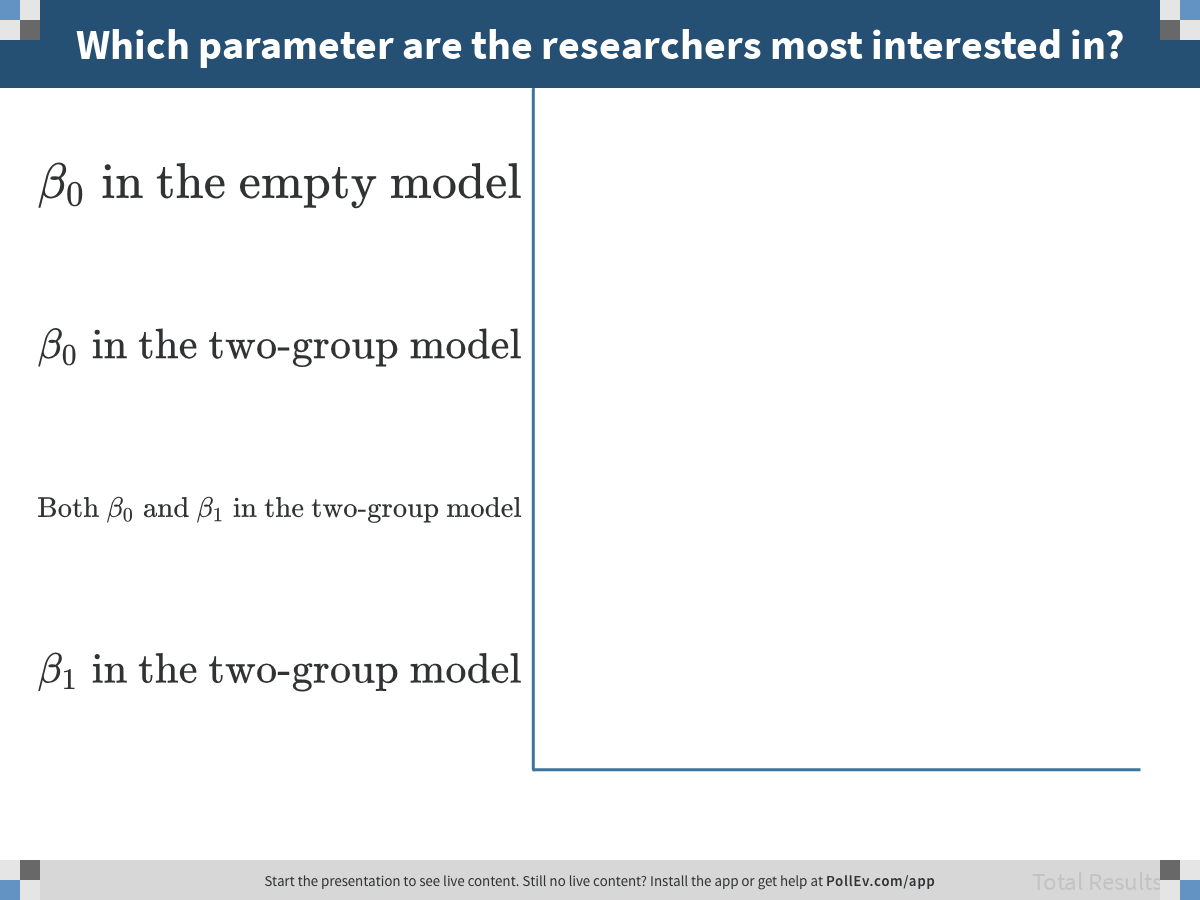 Which parameter are the researchers most interested in?
β₀ in the empty model
β₀ in the two-group model
Both β₀ and β₁ in the two-group model
β₁ in the two-group model
Start the presentation to see live content. Still no live content? Install the app or get help at PollEv.com/app
Total Results